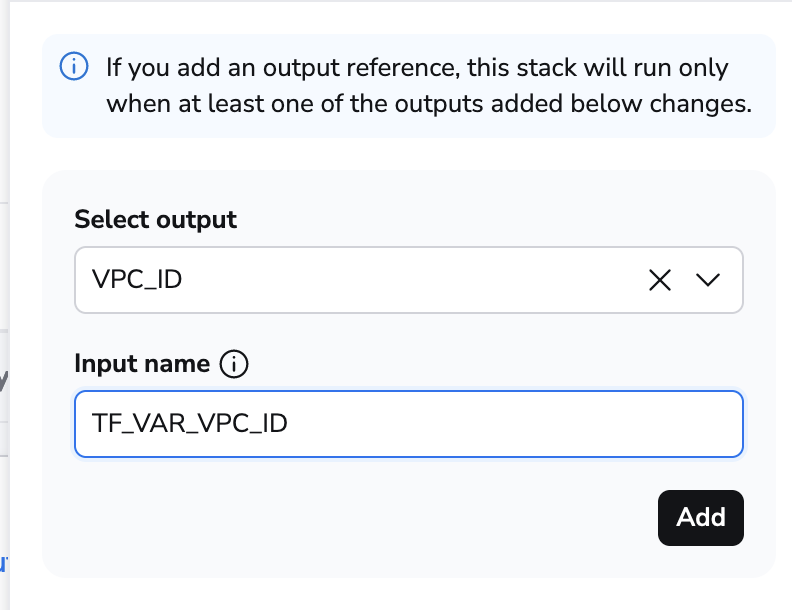 If you add an output reference, this stack will run only
when at least one of the outputs added below changes.
Select output
VPC_ID
Input name
TF_VAR_VPC_ID
Add